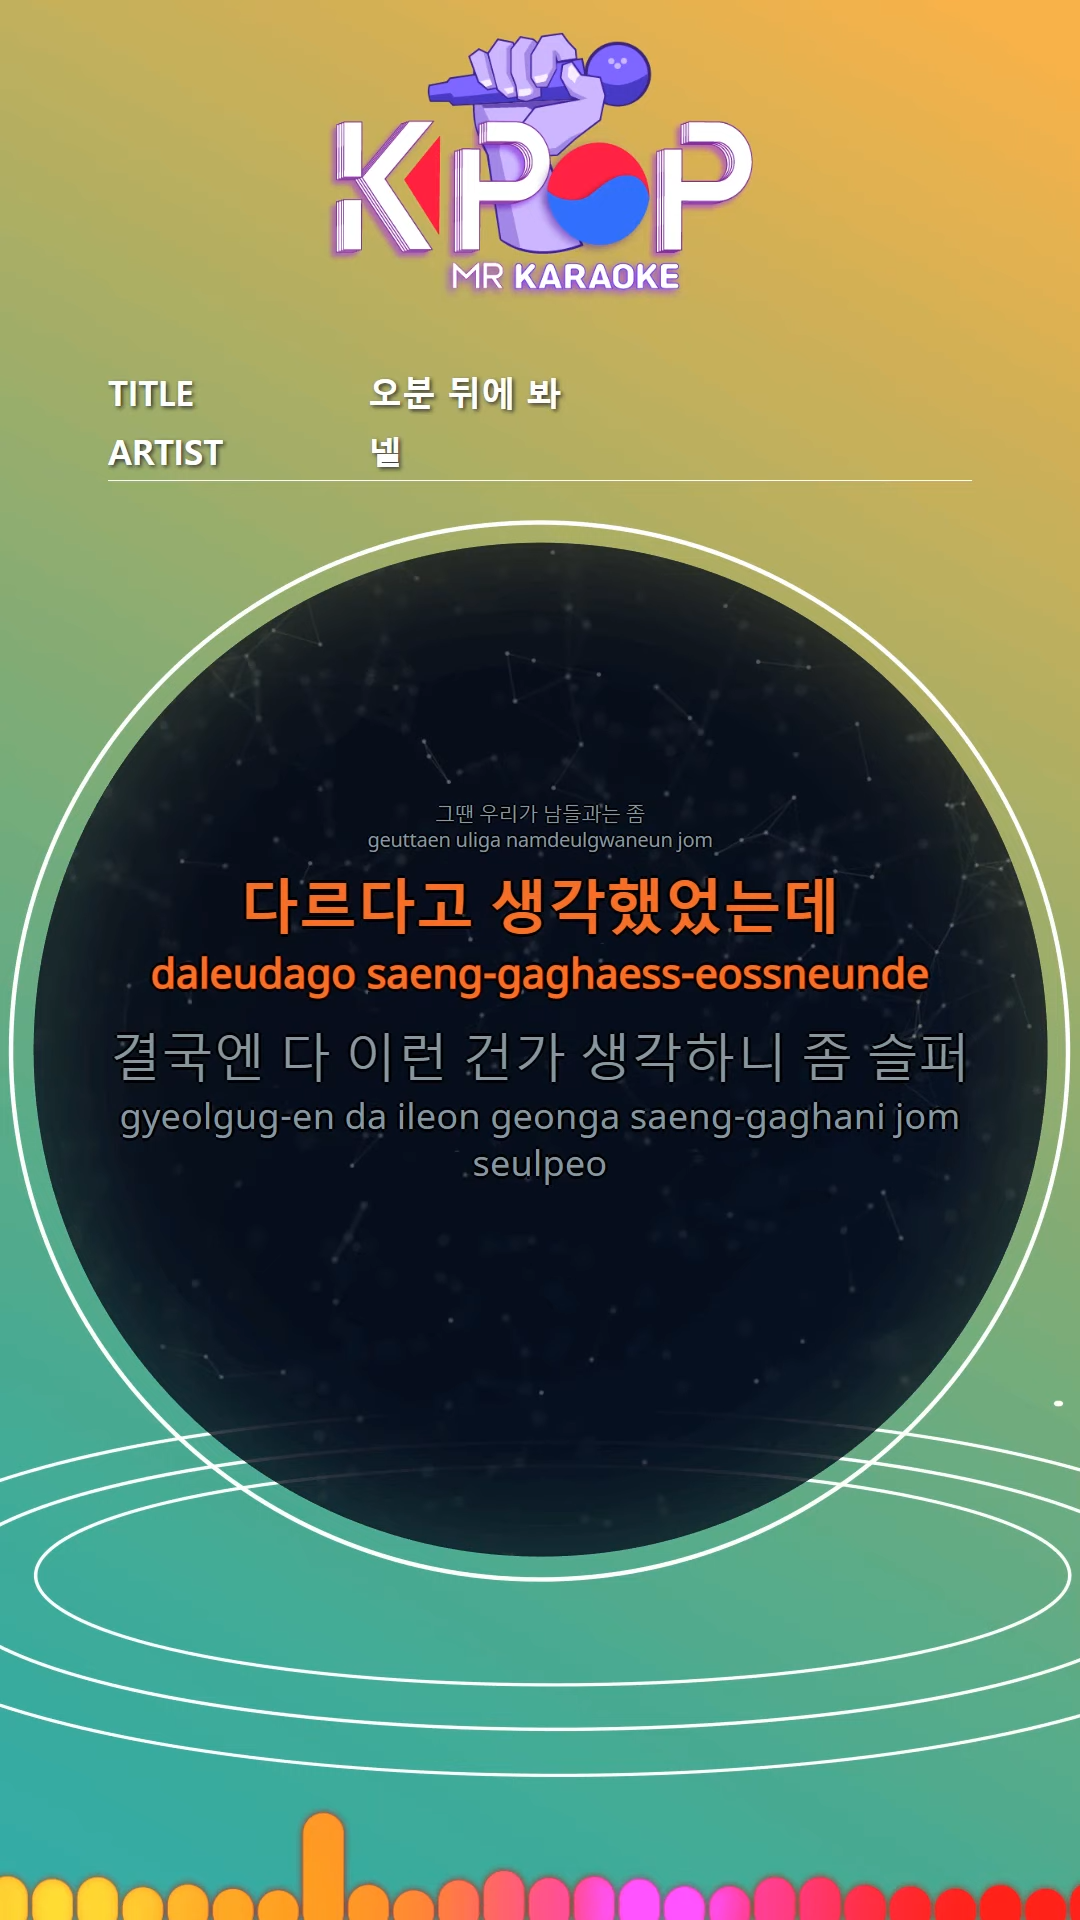 KPOP
MR KARAOKE
TITLE 오분 뒤에 봐
ARTIST 넬
그땐 우리가 남들과는 좀
geuttaen uliga namdeulgwaneun jom
다르다고 생각했었는데
daleudago saeng-gaghaess-eossneunde
결국엔 다 이런 건가 생각하니 좀 슬퍼
gyeolgug-en da ileon geonga saeng-gaghani jom
seulpeo